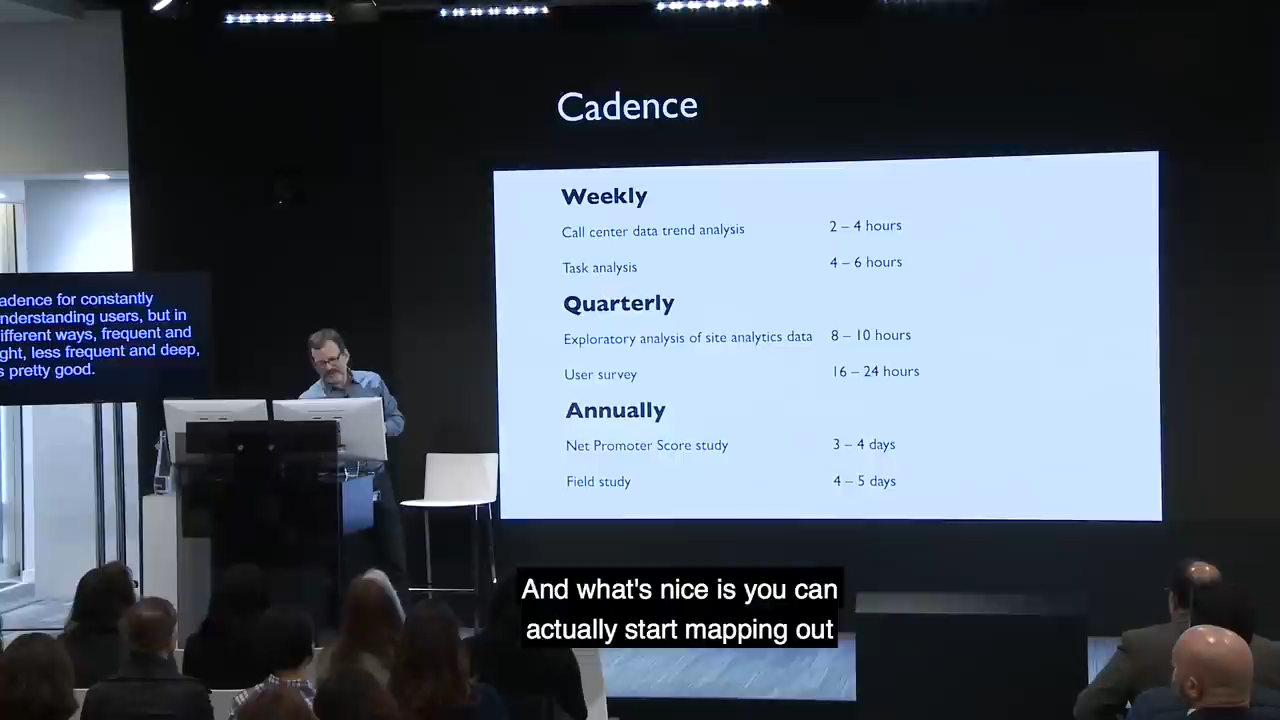 Cadence
Weekly
Call center data trend analysis 2 – 4 hours
Task analysis 4 – 6 hours
Quarterly
Exploratory analysis of site analytics data 8 – 10 hours
User survey 16 – 24 hours
Annually
Net Promoter Score study 3 – 4 days
Field study 4 – 5 days
adence for constantly
nderstanding users, but in
ifferent ways, frequent and
ght, less frequent and deep,
s pretty good.
And what's nice is you can
actually start mapping out